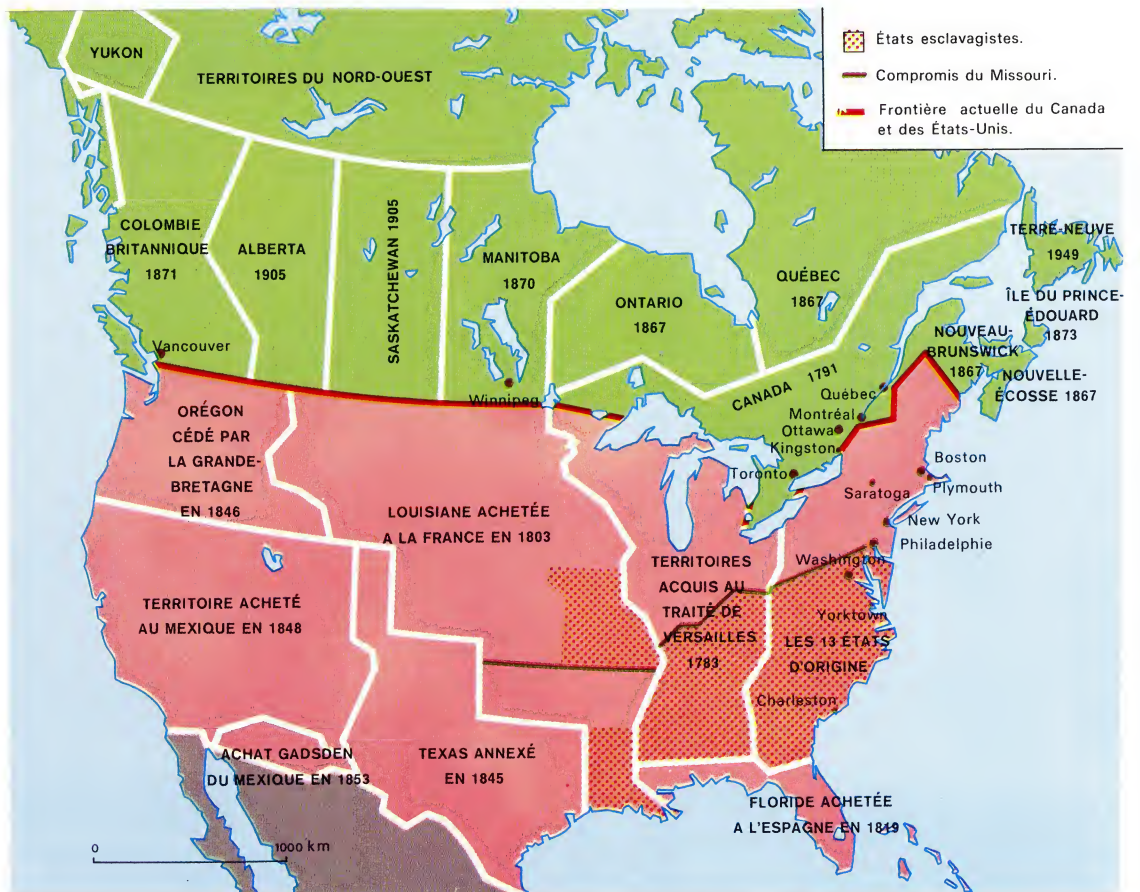 États esclavagistes.
Compromis du Missouri.
Frontière actuelle du Canada
et des États-Unis.
YUKON
TERRITOIRES DU NORD-OUEST
COLOMBIE
BRITANNIQUE
1871
ALBERTA
1905
SASKATCHEWAN 1905
MANITOBA
1870
ONTARIO
1867
QUÉBEC
1867
TERRE-NEUVE
1949
ÎLE DU PRINCE-
ÉDOUARD
1873
NOUVEAU-
BRUNSWICK
1867
NOUVELLE-
ÉCOSSE 1867
CANADA 1791
Vancouver
Winnipeg
Québec
Montréal
Ottawa
Kingston
Toronto
Boston
Plymouth
Saratoga
New York
Philadelphie
Washington
Yorktown
Charleston
ORÉGON
CÉDÉ PAR
LA GRANDE-
BRETAGNE
EN 1846
LOUISIANE ACHETÉE
A LA FRANCE EN 1803
TERRITOIRES
ACQUIS AU
TRAITÉ DE
VERSAILLES
1783
LES 13 ÉTATS
D'ORIGINE
TERRITOIRE ACHETÉ
AU MEXIQUE EN 1848
ACHAT GADSDEN
DU MEXIQUE EN 1853
TEXAS ANNEXÉ
EN 1845
FLORIDE ACHETÉE
A L'ESPAGNE EN 1819
0 1000 km